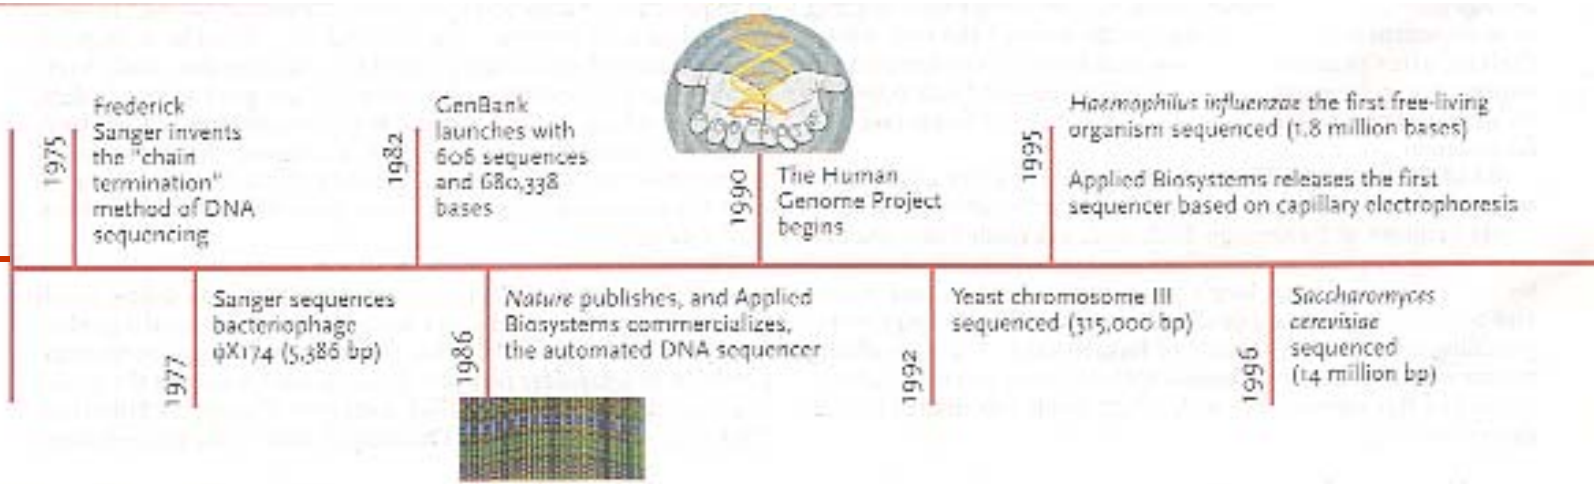 1975
Frederick
Sanger invents
the "chain
termination"
method of DNA
sequencing
1977
Sanger sequences
bacteriophage
φX174 (5,386 bp)
1982
GenBank
launches with
606 sequences
and 680,338
bases
1986
Nature publishes, and Applied
Biosystems commercializes,
the automated DNA sequencer
1990
The Human
Genome Project
begins
1992
Yeast chromosome III
sequenced (315,000 bp)
1995
Haemophilus influenzae the first free-living
organism sequenced (1.8 million bases)
Applied Biosystems releases the first
sequencer based on capillary electrophoresis
1996
Saccharomyces
cerevisiae
sequenced
(14 million bp)